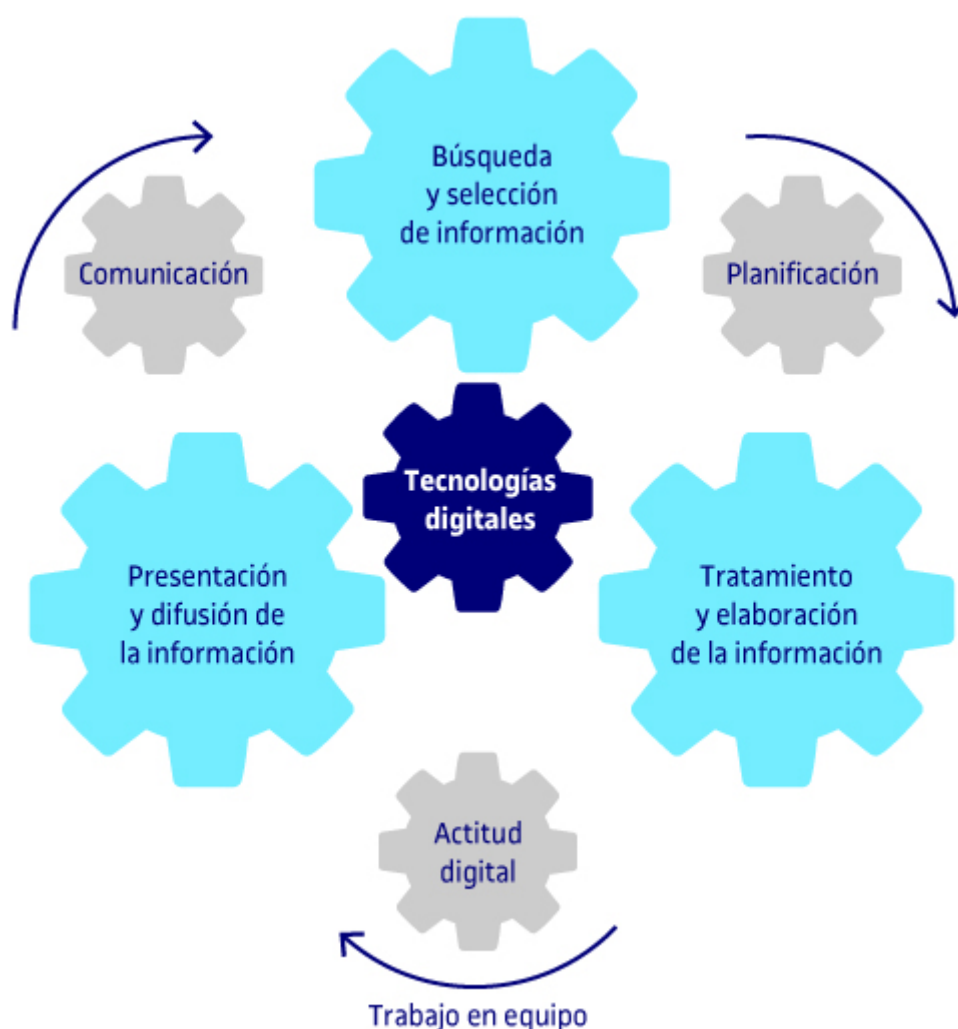 Búsqueda
y selección
de información
Comunicación
Planificación
Tecnologías
digitales
Presentación
y difusión de
la información
Tratamiento
y elaboración
de la información
Actitud
digital
Trabajo en equipo